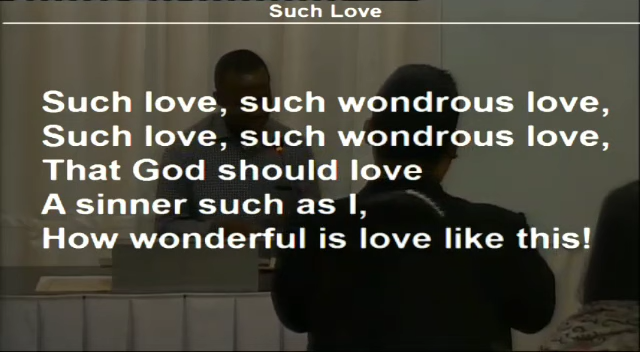 Such Love
Such love, such wondrous love,
Such love, such wondrous love,
That God should love
A sinner such as I,
How wonderful is love like this!